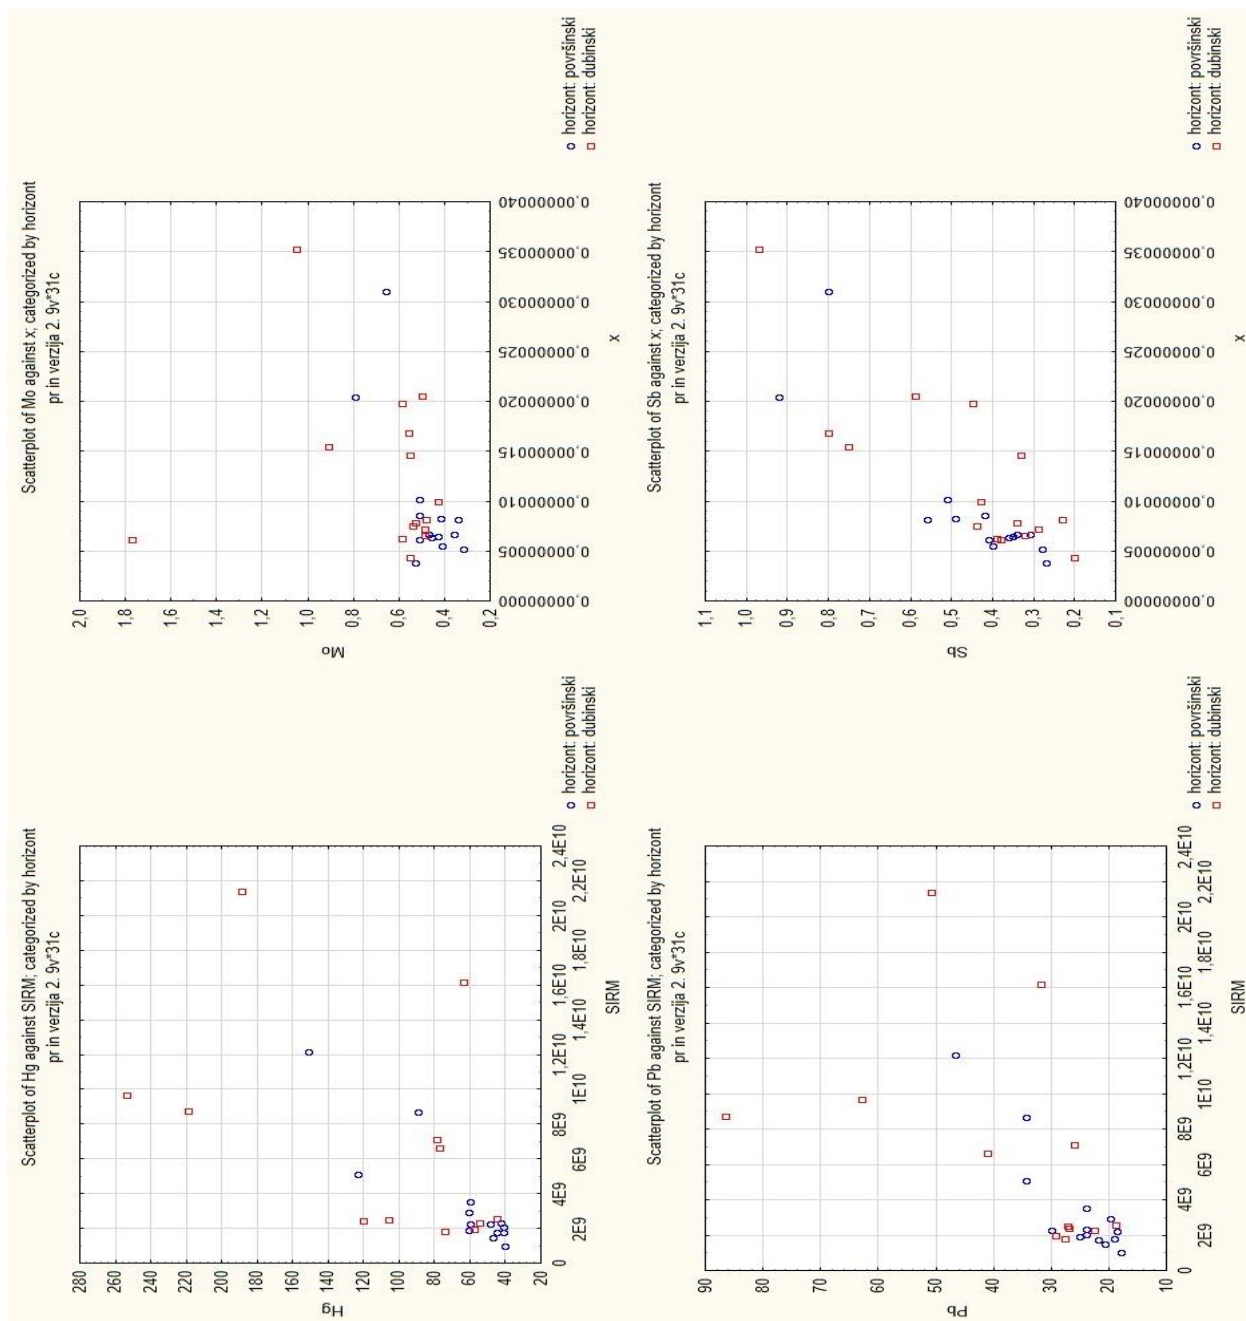 Scatterplot of Hg against SIRM; categorized by horizont
pr in verzija 2. 9v*31c
280
260
240
220
200
180
160
140
120
100
80
60
40
20
Hg
0
2E9
4E9
6E9
8E9
1E10
1,2E10
1,4E10
1,6E10
1,8E10
2E10
2,2E10
2,4E10
SIRM
horizont: površinski
horizont: dubinski
Scatterplot of Mo against x; categorized by horizont
pr in verzija 2. 9v*31c
2,0
1,8
1,6
1,4
1,2
1,0
0,8
0,6
0,4
0,2
Mo
0,00000000
0,00000005
0,00000010
0,00000015
0,00000020
0,00000025
0,00000030
0,00000035
0,00000040
x
horizont: površinski
horizont: dubinski
Scatterplot of Pb against SIRM; categorized by horizont
pr in verzija 2. 9v*31c
90
80
70
60
50
40
30
20
10
Pb
0
2E9
4E9
6E9
8E9
1E10
1,2E10
1,4E10
1,6E10
1,8E10
2E10
2,2E10
2,4E10
SIRM
horizont: površinski
horizont: dubinski
Scatterplot of Sb against x; categorized by horizont
pr in verzija 2. 9v*31c
1,1
1,0
0,9
0,8
0,7
0,6
0,5
0,4
0,3
0,2
0,1
Sb
0,00000000
0,00000005
0,00000010
0,00000015
0,00000020
0,00000025
0,00000030
0,00000035
0,00000040
x
horizont: površinski
horizont: dubinski